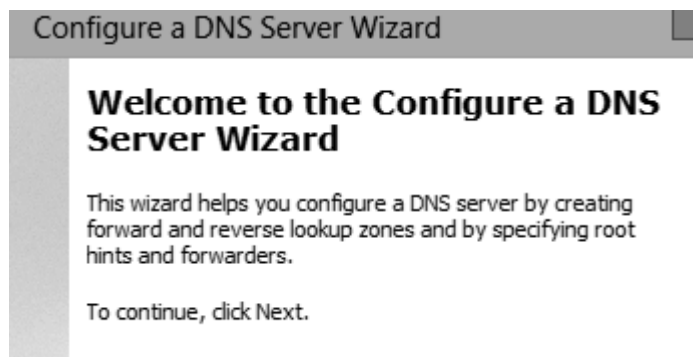 Configure a DNS Server Wizard
Welcome to the Configure a DNS
Server Wizard
This wizard helps you configure a DNS server by creating
forward and reverse lookup zones and by specifying root
hints and forwarders.
To continue, click Next.